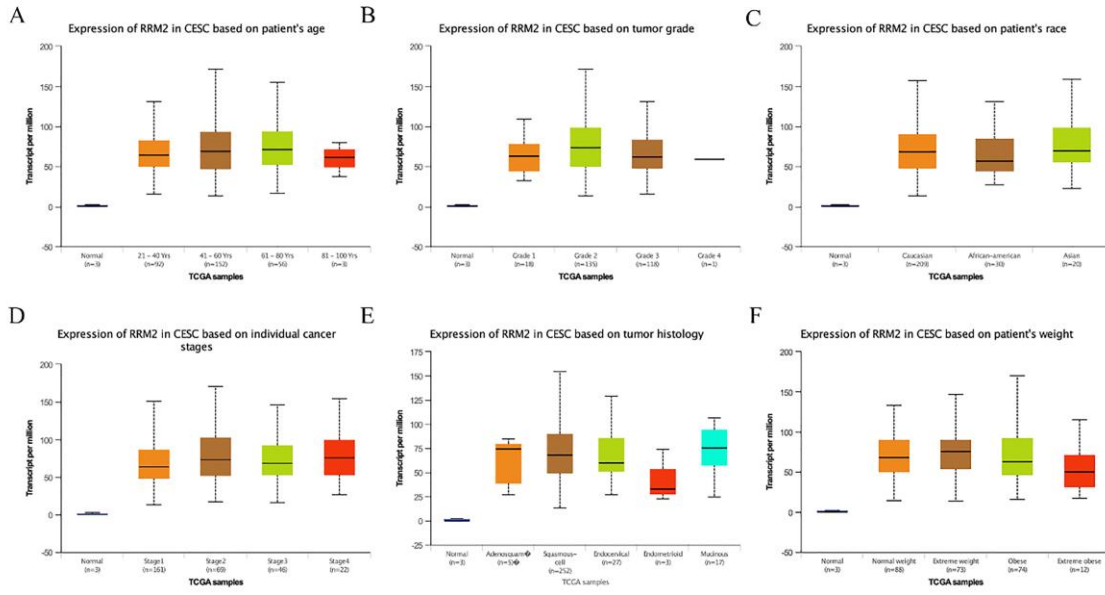 A
Expression of RRM2 in CESC based on patient's age
Transcript per million
200
150
100
50
0
-50
Normal
(n=3)
21 – 40 Yrs
(n=92)
41 – 60 Yrs
(n=152)
61 – 80 Yrs
(n=56)
81 – 100 Yrs
(n=3)
TCGA samples
B
Expression of RRM2 in CESC based on tumor grade
Transcript per million
200
150
100
50
0
-50
Normal
(n=3)
Grade 1
(n=18)
Grade 2
(n=135)
Grade 3
(n=118)
Grade 4
(n=1)
TCGA samples
C
Expression of RRM2 in CESC based on patient's race
Transcript per million
200
150
100
50
0
-50
Normal
(n=3)
Caucasian
(n=209)
African-american
(n=30)
Asian
(n=20)
TCGA samples
D
Expression of RRM2 in CESC based on individual cancer
stages
Transcript per million
200
150
100
50
0
-50
Normal
(n=3)
Stage1
(n=161)
Stage2
(n=69)
Stage3
(n=46)
Stage4
(n=22)
TCGA samples
E
Expression of RRM2 in CESC based on tumor histology
Transcript per million
175
150
125
100
75
50
25
0
-25
Normal
(n=3)
Adenosquam�
(n=5)�
Squamous-
cell
(n=252)
Endocervical
(n=27)
Endometrioid
(n=3)
Mucinous
(n=17)
TCGA samples
F
Expression of RRM2 in CESC based on patient's weight
Transcript per million
200
150
100
50
0
-50
Normal
(n=3)
Normal weight
(n=88)
Extreme weight
(n=73)
Obese
(n=74)
Extreme obese
(n=12)
TCGA samples